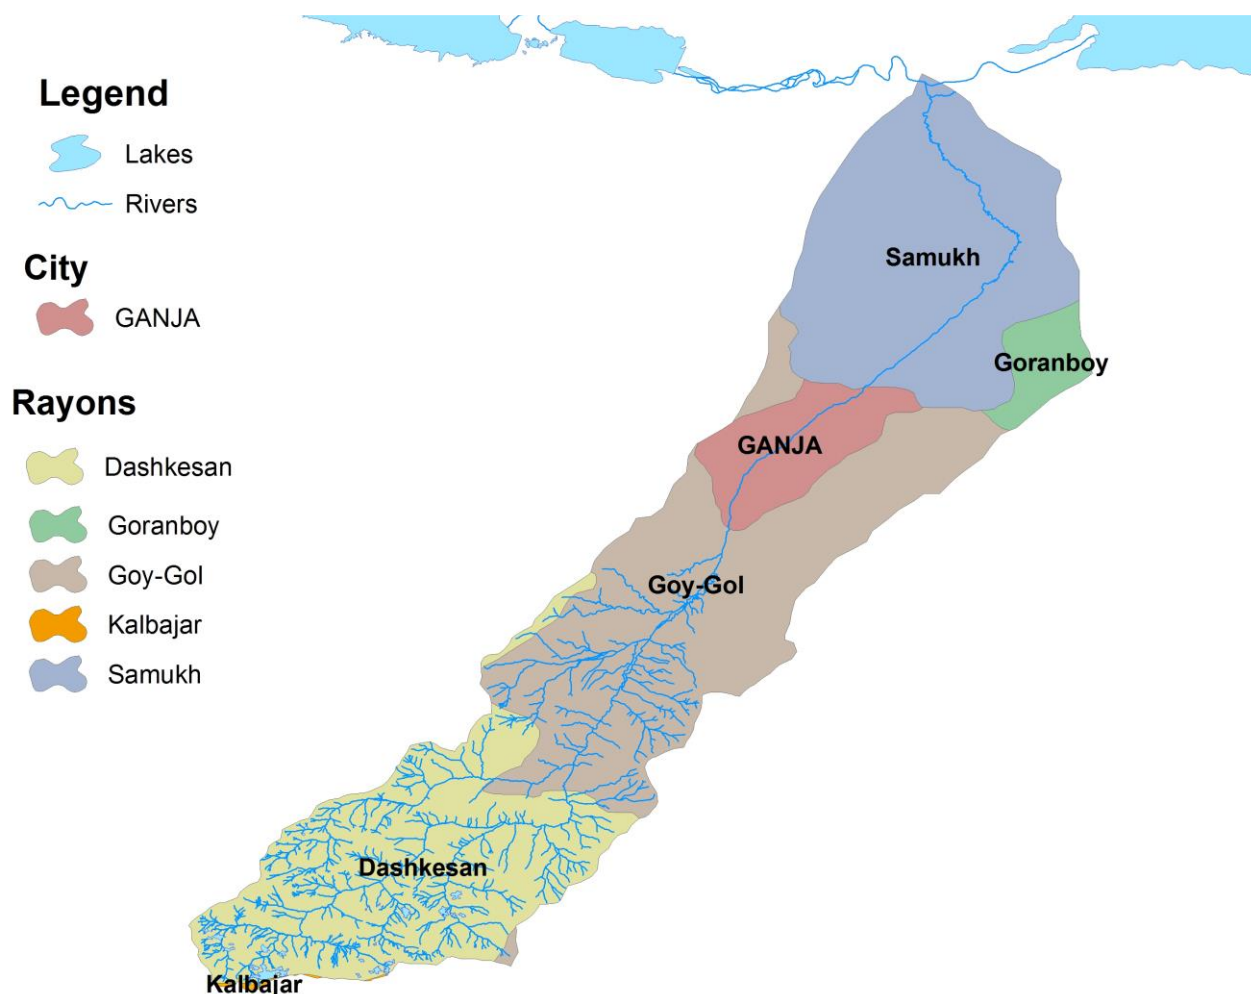 Legend
Lakes
Rivers
City
GANJA
Rayons
Dashkesan
Goranboy
Goy-Gol
Kalbajar
Samukh
Samukh
Goranboy
GANJA
Goy-Gol
Dashkesan
Kalbajar